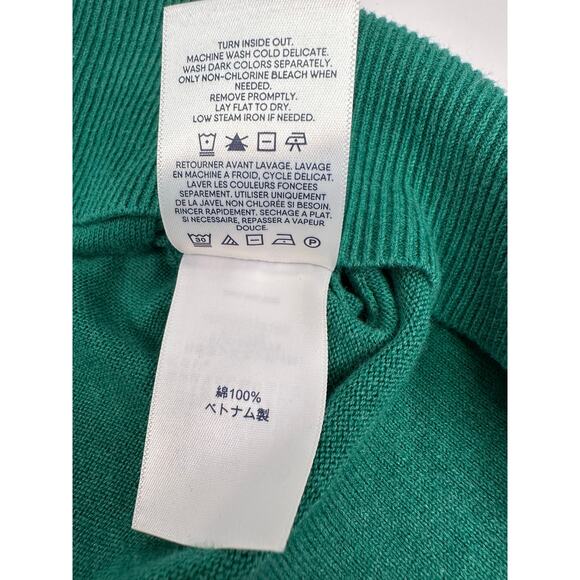 TURN INSIDE OUT.
MACHINE WASH COLD DELICATE.
WASH DARK COLORS SEPARATELY.
ONLY NON-CHLORINE BLEACH WHEN
NEEDED.
REMOVE PROMPTLY.
LAY FLAT TO DRY.
LOW STEAM IRON IF NEEDED.
RETOURNER AVANT LAVAGE. LAVAGE
EN MACHINE A FROID, CYCLE DELICAT.
LAVER LES COULEURS FONCEES
SEPAREMENT. UTILISER UNIQUEMENT
DE LA JAVEL NON CHLORÉE SI BESOIN.
RINCER RAPIDEMENT. SECHAGE A PLAT.
SI NECESSAIRE, REPASSER A VAPEUR
DOUCE.
30 P
綿100%
ベトナム製